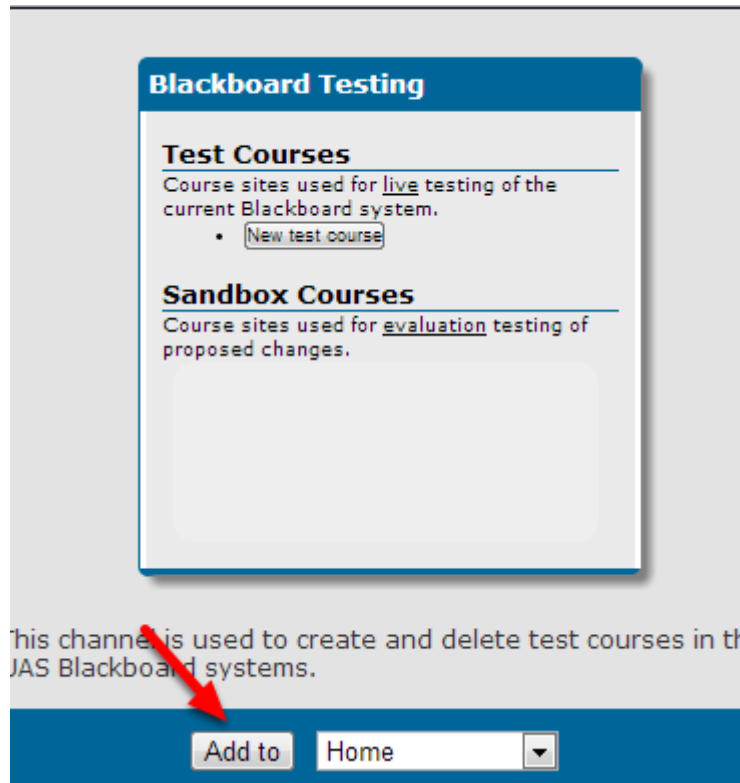 Blackboard Testing
Test Courses
Course sites used for live testing of the
current Blackboard system.
• New test course
Sandbox Courses
Course sites used for evaluation testing of
proposed changes.
This channel is used to create and delete test courses in th
UAS Blackboard systems.
Add to Home